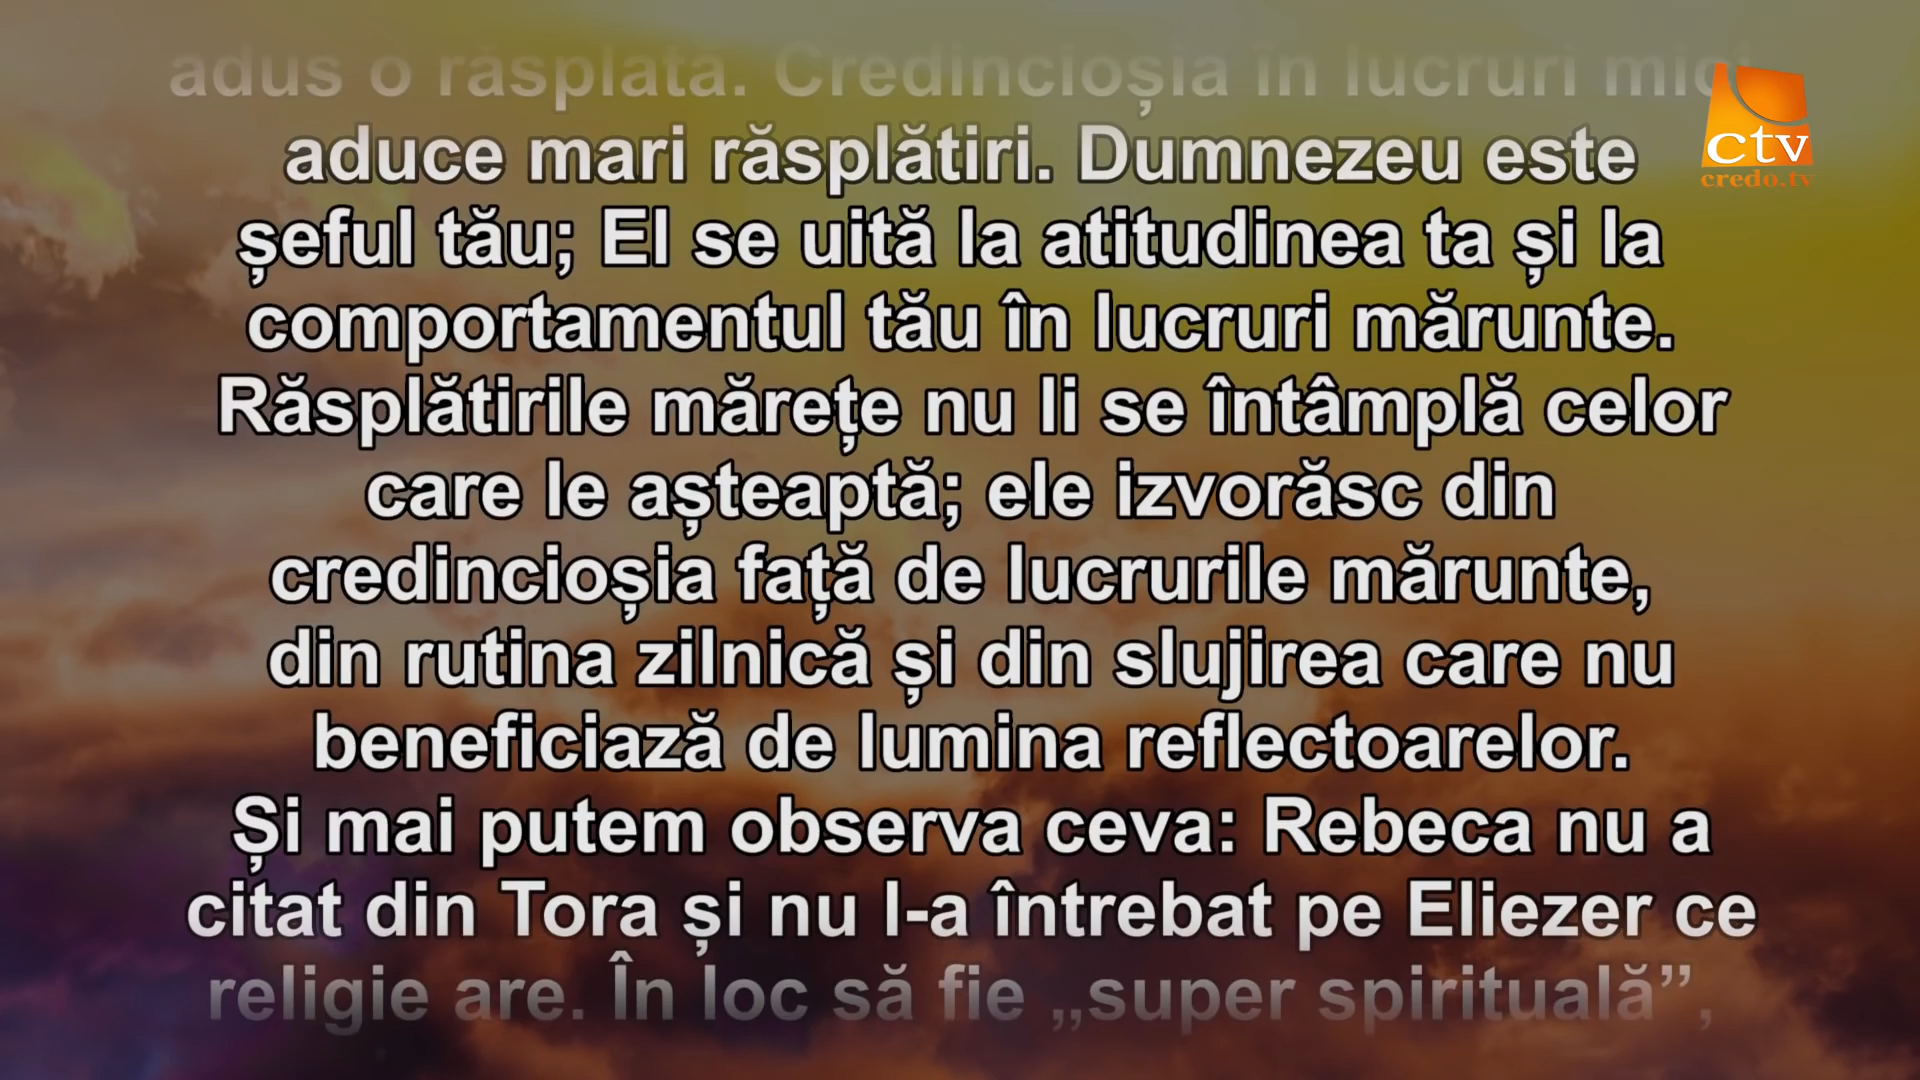 adus o răsplată. Credincioșia în lucruri mici
aduce mari răsplătiri. Dumnezeu este
șeful tău; El se uită la atitudinea ta și la
comportamentul tău în lucruri mărunte.
Răsplătirile mărețe nu li se întâmplă celor
care le așteaptă; ele izvorăsc din
credincioșia față de lucrurile mărunte,
din rutina zilnică și din slujirea care nu
beneficiază de lumina reflectoarelor.
Și mai putem observa ceva: Rebeca nu a
citat din Tora și nu l-a întrebat pe Eliezer ce
religie are. În loc să fie „super spirituală”,
ctv
credo.tv